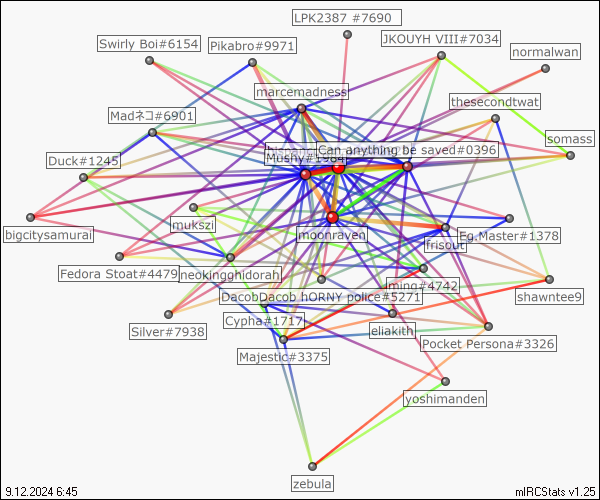 LPK2387 #7690
Swirly Boi#6154
Pikabro#9971
JKOUYH VIII#7034
normalwan
marcemadness
thesecondtwat
Madネコ#6901
somass
Can anything be saved#0396
Mushy#1984
Duck#1245
mukszi
bigcitysamurai
moonraven
Eg.Master#1378
frisout
Fedora Stoat#4479
neokingghidorah
ming#4742
shawntee9
DacobDacob hORNY police#5271
Cypha#1717
Silver#7938
eliakith
Pocket Persona#3326
Majestic#3375
yoshimanden
zebula
9.12.2024 6:45
mIRCStats v1.25